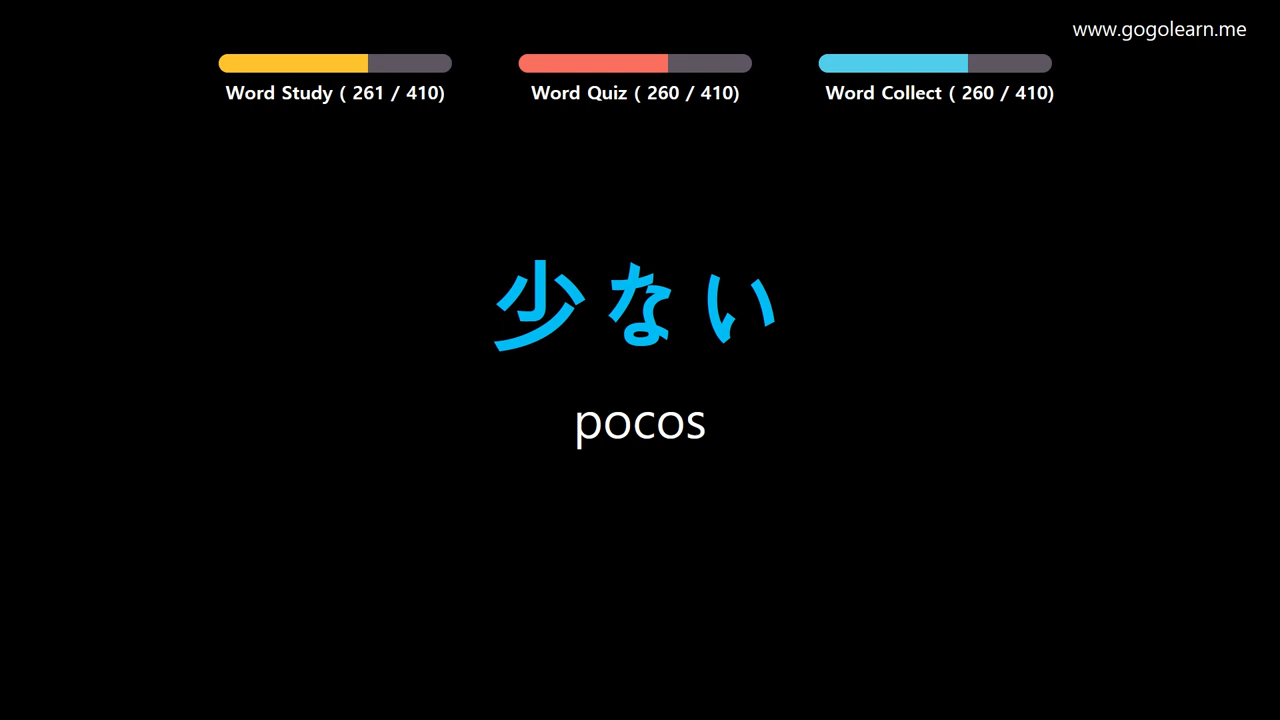 www.gogolearn.me
Word Study ( 261 / 410)
Word Quiz ( 260 / 410)
Word Collect ( 260 / 410)
少ない
pocos